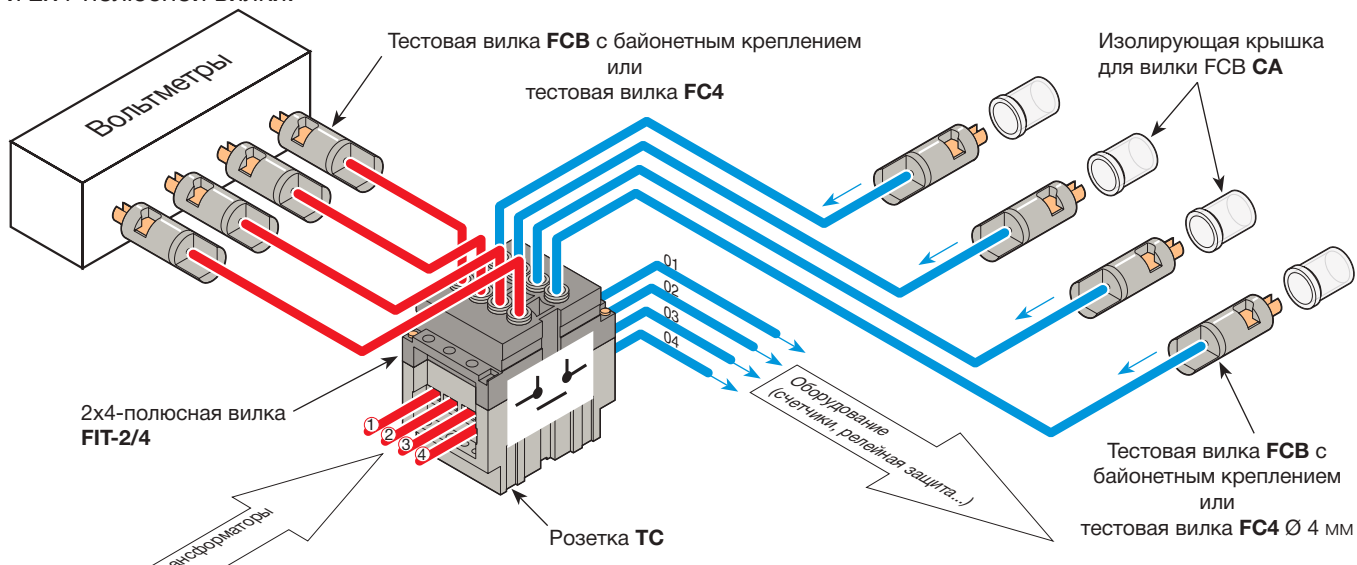 Тестовая вилка FCB с байонетным креплением
или
тестовая вилка FC4
Изолирующая крышка
для вилки FCB CA
Вольтметры
01
02
03
04
2x4-полюсная вилка
FIT-2/4
1
2
3
4
Оборудование
(счетчики, релейная защита...)
Розетка TC
Тестовая вилка FCB с
байонетным креплением
или
тестовая вилка FC4 Ø 4 мм